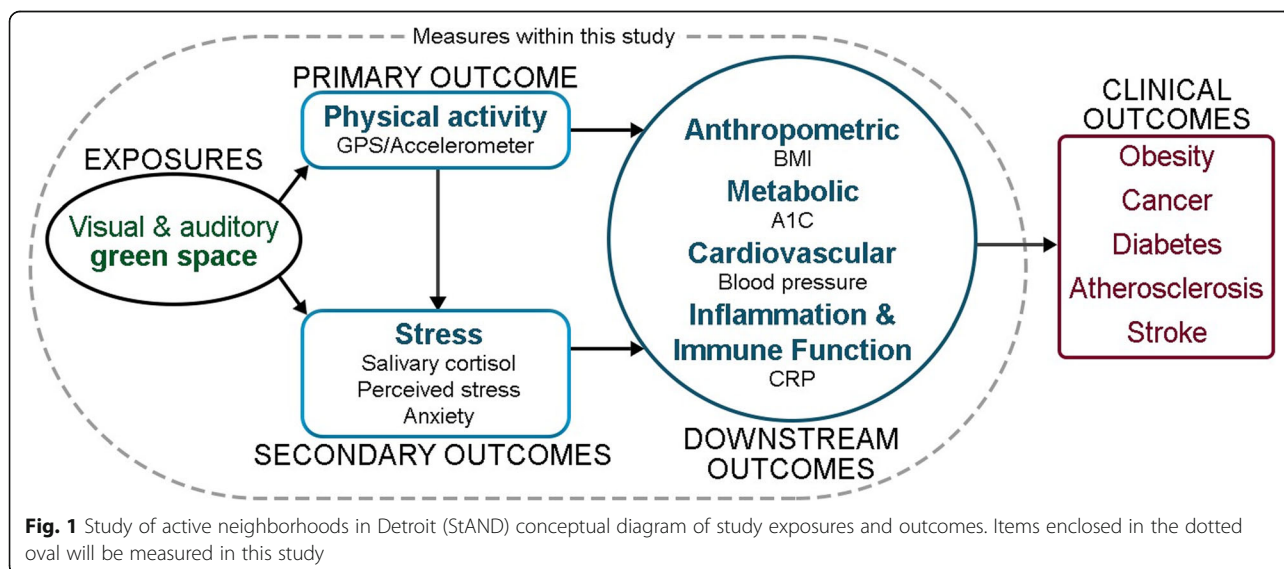 Measures within this study
PRIMARY OUTCOME
Physical activity
GPS/Accelerometer
EXPOSURES
Visual & auditory
green space
Stress
Salivary cortisol
Perceived stress
Anxiety
SECONDARY OUTCOMES
Anthropometric
BMI
Metabolic
A1C
Cardiovascular
Blood pressure
Inflammation &
Immune Function
CRP
DOWNSTREAM
OUTCOMES
CLINICAL
OUTCOMES
Obesity
Cancer
Diabetes
Atherosclerosis
Stroke
Fig. 1 Study of active neighborhoods in Detroit (StAND) conceptual diagram of study exposures and outcomes. Items enclosed in the dotted
oval will be measured in this study